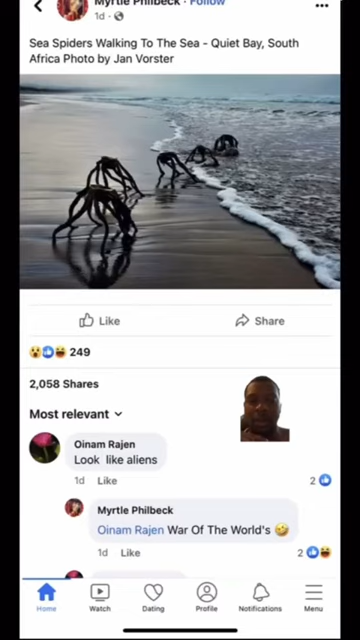 Myrtle Philbeck · Follow
1d ·
Sea Spiders Walking To The Sea - Quiet Bay, South
Africa Photo by Jan Vorster
Like
Share
249
2,058 Shares
Most relevant
Oinam Rajen
Look like aliens
1d Like 2
Myrtle Philbeck
Oinam Rajen War Of The World's 🤣
1d Like 2
Home
Watch
Dating
Profile
Notifications
Menu